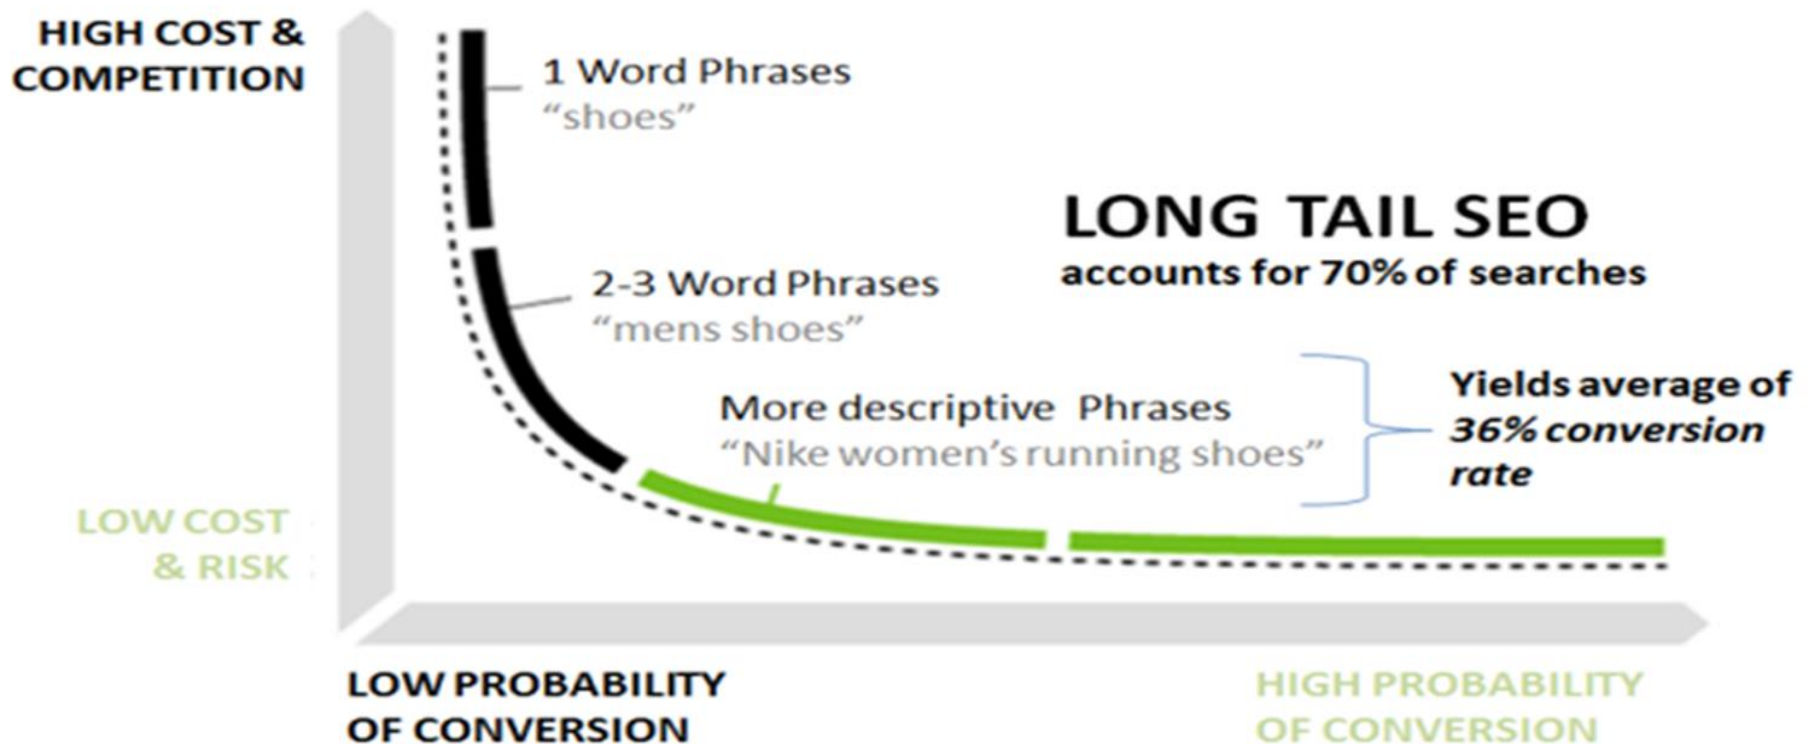 HIGH COST &
COMPETITION
1 Word Phrases
“shoes”
LONG TAIL SEO
accounts for 70% of searches
2-3 Word Phrases
“mens shoes”
More descriptive Phrases
“Nike women’s running shoes”
Yields average of
36% conversion
rate
LOW COST
& RISK
LOW PROBABILITY
OF CONVERSION
HIGH PROBABILITY
OF CONVERSION